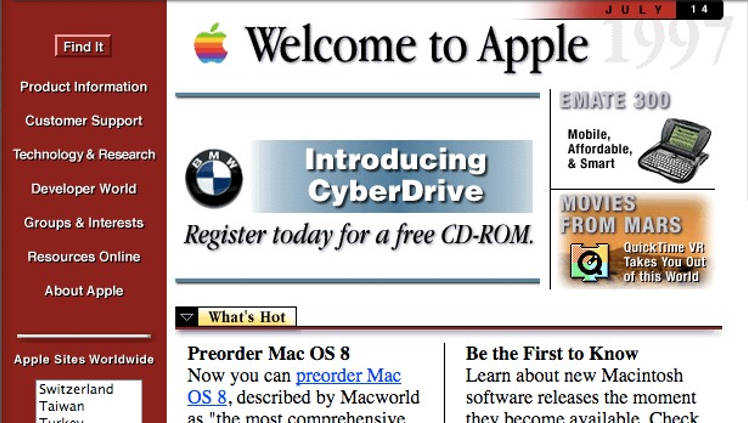 JULY 14
1997
Welcome to Apple
Find It
Product Information
Customer Support
Technology & Research
Developer World
Groups & Interests
Resources Online
About Apple
Apple Sites Worldwide
Switzerland
Taiwan
Turkey
BMW
Introducing
CyberDrive
Register today for a free CD-ROM.
EMATE 300
Mobile,
Affordable,
& Smart
MOVIES
FROM MARS
QuickTime VR
Takes You Out
of this World
What's Hot
Preorder Mac OS 8
Now you can preorder Mac
OS 8, described by Macworld
as "the most comprehensive
Be the First to Know
Learn about new Macintosh
software releases the moment
they become available. Check